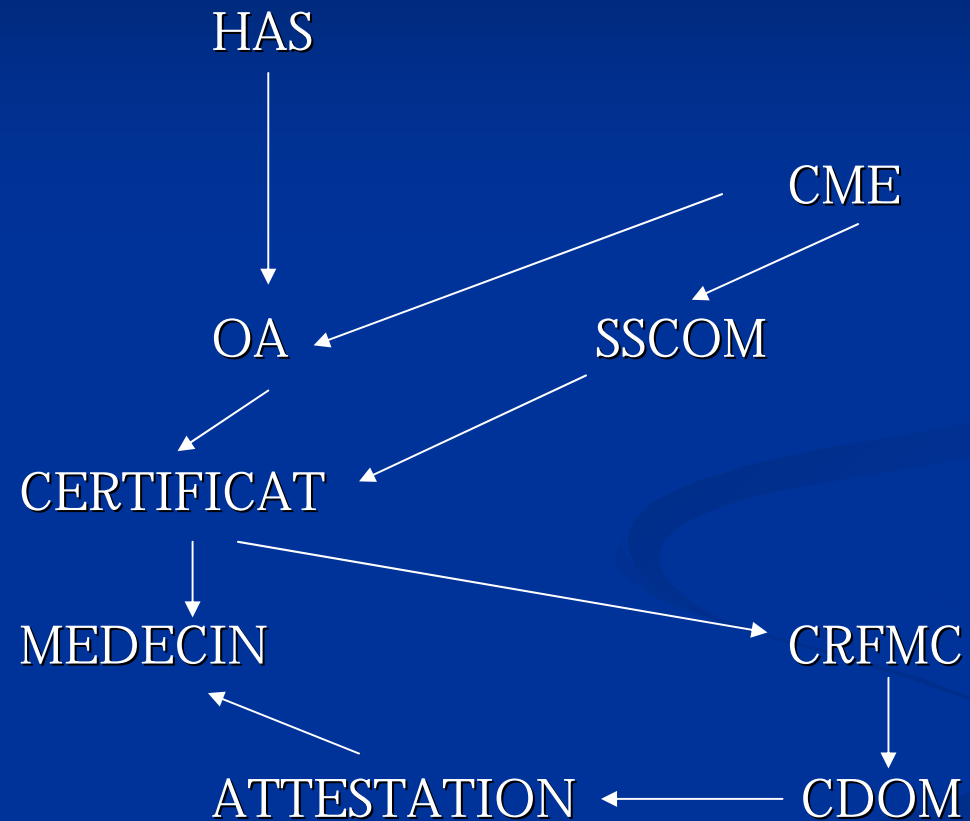 HAS
CME
OA SSCOM
CERTIFICAT
MEDECIN CRFMC
ATTESTATION CDOM